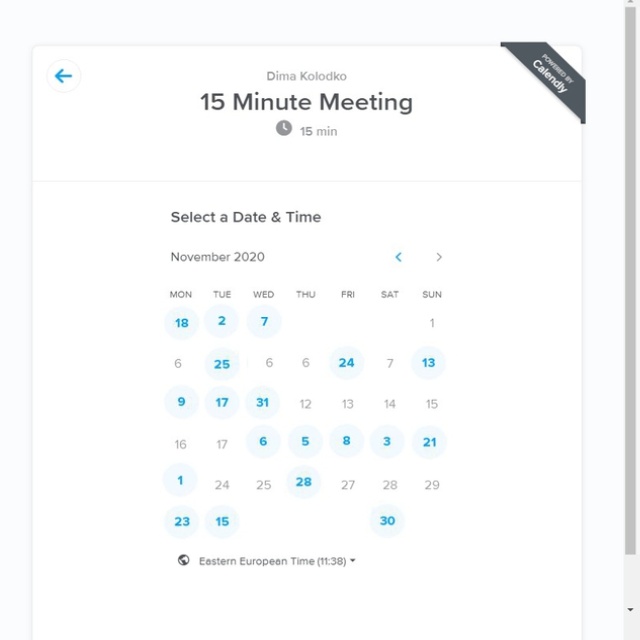 POWERED BY
Calendly
Dima Kolodko
15 Minute Meeting
15 min
Select a Date & Time
November 2020
MON TUE WED THU FRI SAT SUN
18 2 7 1
6 25 6 6 24 7 13
9 17 31 12 13 14 15
16 17 6 5 8 3 21
1 24 25 28 27 28 29
23 15 30
Eastern European Time (11:38)